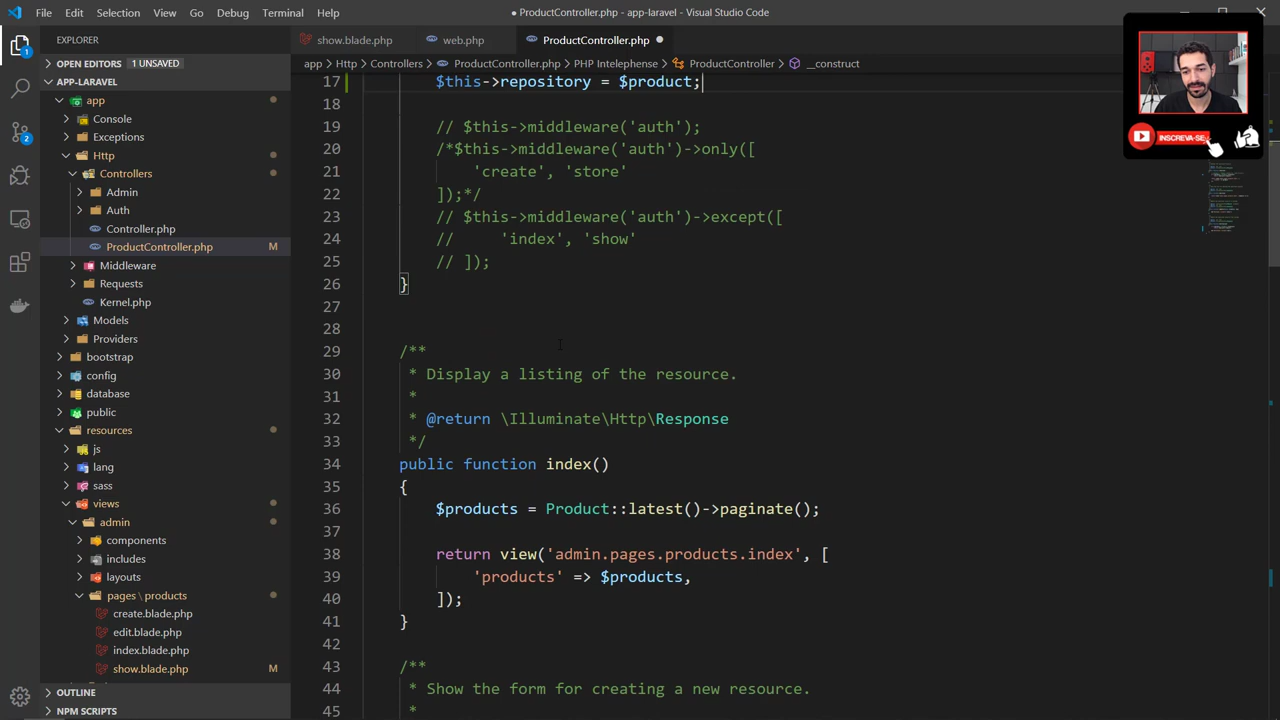 File Edit Selection View Go Debug Terminal Help
● ProductController.php - app-laravel - Visual Studio Code
EXPLORER
OPEN EDITORS 1 UNSAVED
APP-LARAVEL
app
Console
Exceptions
Http
Controllers
Admin
Auth
Controller.php
ProductController.php M
Middleware
Requests
Kernel.php
Models
Providers
bootstrap
config
database
public
resources
js
lang
sass
views
admin
components
includes
layouts
pages \ products
create.blade.php
edit.blade.php
index.blade.php
show.blade.php M
OUTLINE
NPM SCRIPTS
1
2
show.blade.php web.php ProductController.php ●
app > Http > Controllers > ProductController.php > PHP Intelephense > ProductController > __construct
17 $this->repository = $product;
18
19 // $this->middleware('auth');
20 /*$this->middleware('auth')->only([
21 'create', 'store'
22 ]);*/
23 // $this->middleware('auth')->except([
24 // 'index', 'show'
25 // ]);
26 }
27
28
29 /**
30 * Display a listing of the resource.
31 *
32 * @return \Illuminate\Http\Response
33 */
34 public function index()
35 {
36 $products = Product::latest()->paginate();
37
38 return view('admin.pages.products.index', [
39 'products' => $products,
40 ]);
41 }
42
43 /**
44 * Show the form for creating a new resource.
45 *
INSCREVA-SE